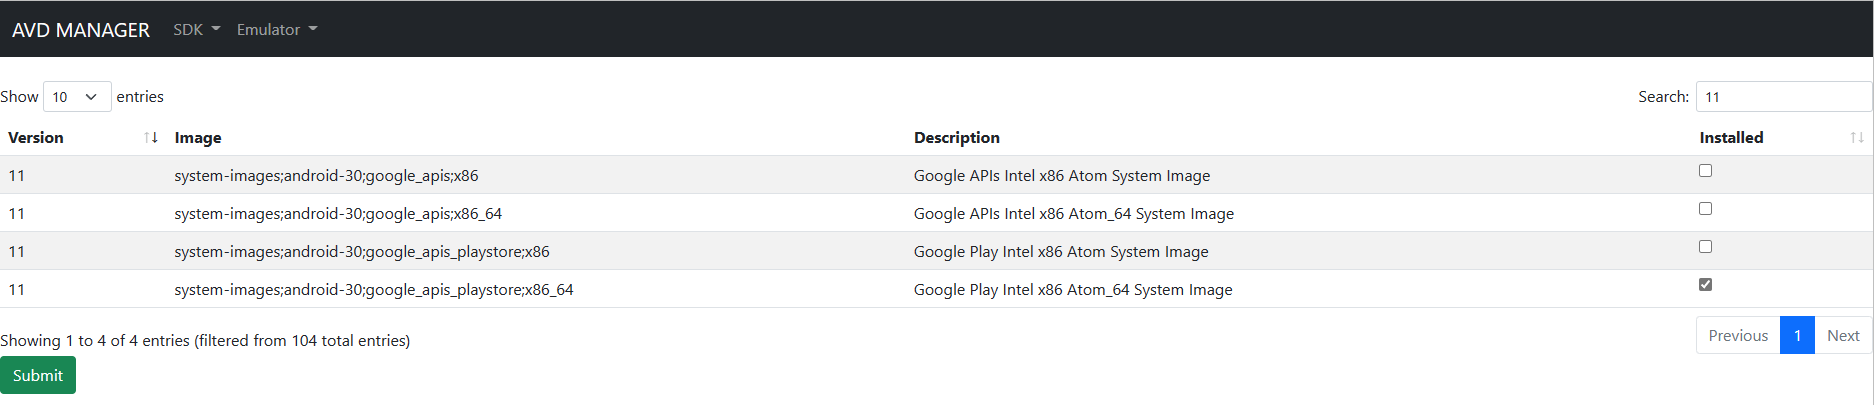 AVD MANAGER SDK Emulator
Show 10 entries Search: 11
Version Image Description Installed
11 system-images;android-30;google_apis;x86 Google APIs Intel x86 Atom System Image
11 system-images;android-30;google_apis;x86_64 Google APIs Intel x86 Atom_64 System Image
11 system-images;android-30;google_apis_playstore;x86 Google Play Intel x86 Atom System Image
11 system-images;android-30;google_apis_playstore;x86_64 Google Play Intel x86 Atom_64 System Image
Showing 1 to 4 of 4 entries (filtered from 104 total entries) Previous 1 Next
Submit